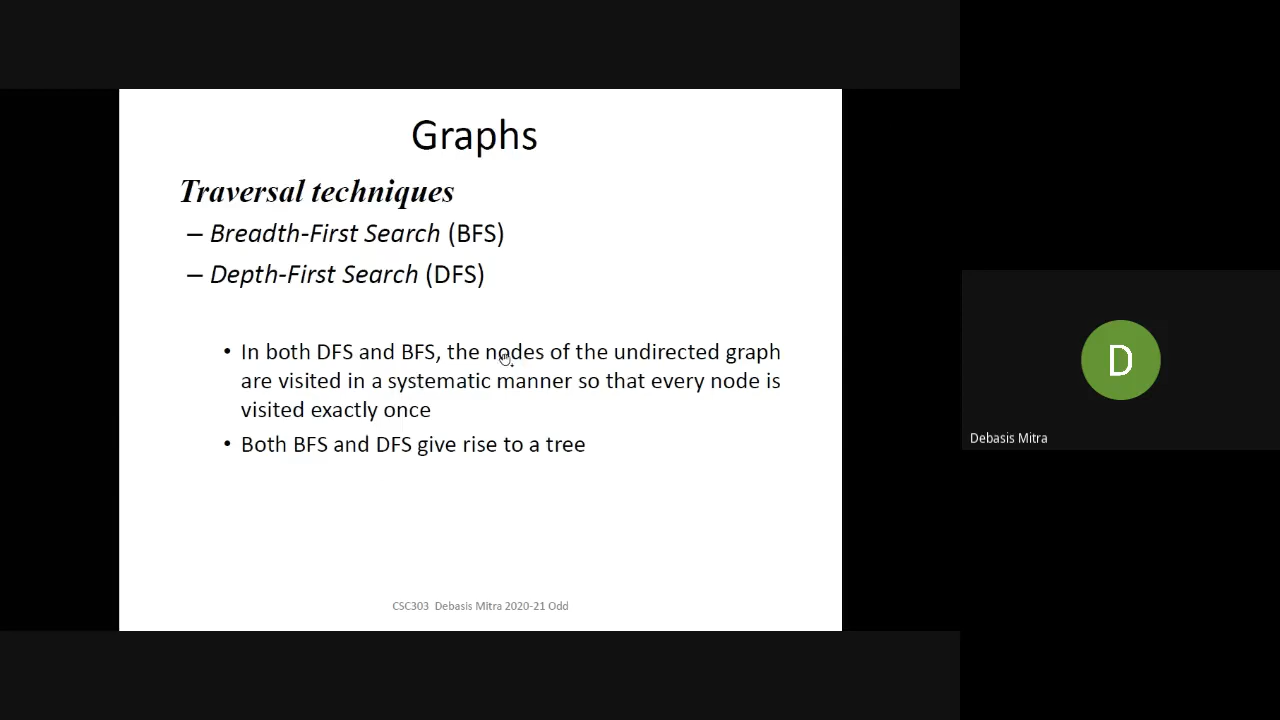 Graphs
Traversal techniques
– Breadth-First Search (BFS)
– Depth-First Search (DFS)
• In both DFS and BFS, the nodes of the undirected graph
are visited in a systematic manner so that every node is
visited exactly once
• Both BFS and DFS give rise to a tree
CSC303 Debasis Mitra 2020-21 Odd
D
Debasis Mitra